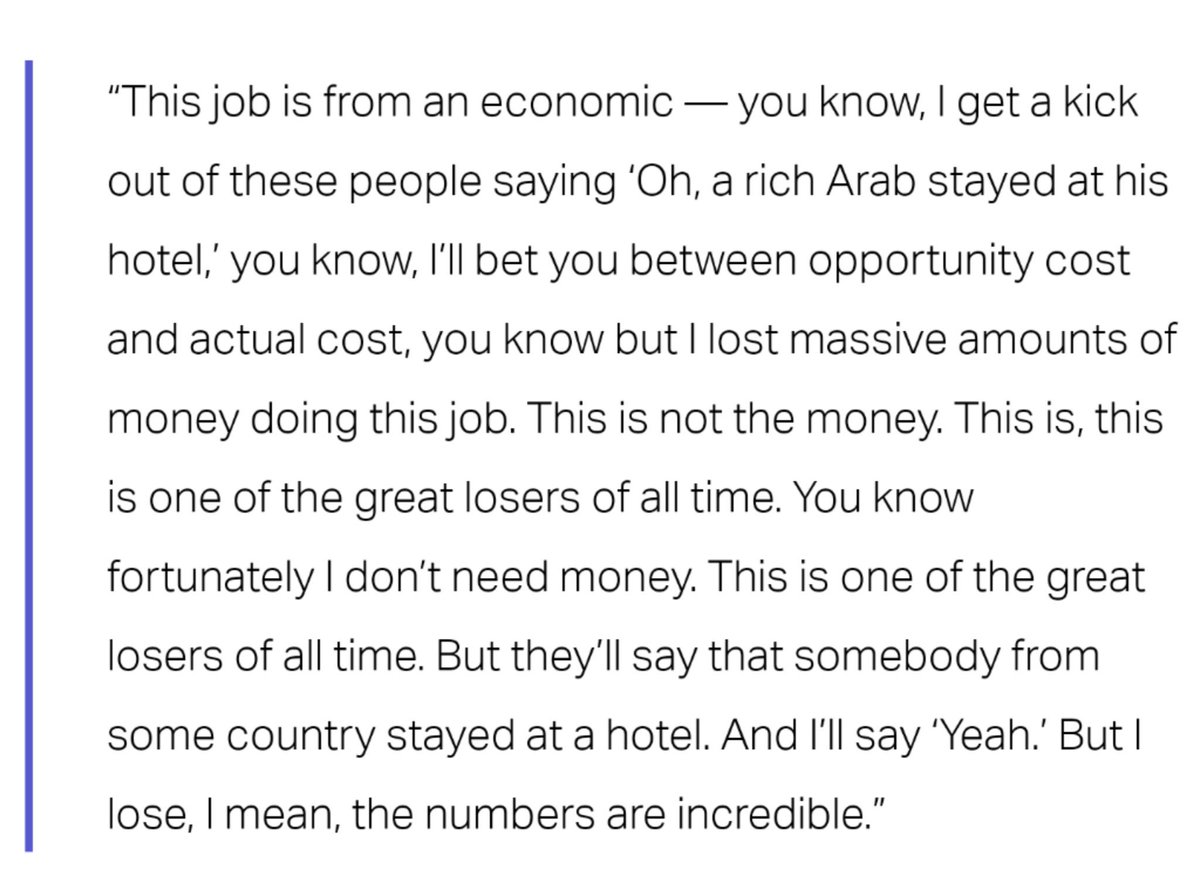 “This job is from an economic — you know, I get a kick
out of these people saying ‘Oh, a rich Arab stayed at his
hotel,’ you know, I’ll bet you between opportunity cost
and actual cost, you know but I lost massive amounts of
money doing this job. This is not the money. This is, this
is one of the great losers of all time. You know
fortunately I don’t need money. This is one of the great
losers of all time. But they’ll say that somebody from
some country stayed at a hotel. And I’ll say ‘Yeah.’ But I
lose, I mean, the numbers are incredible.”